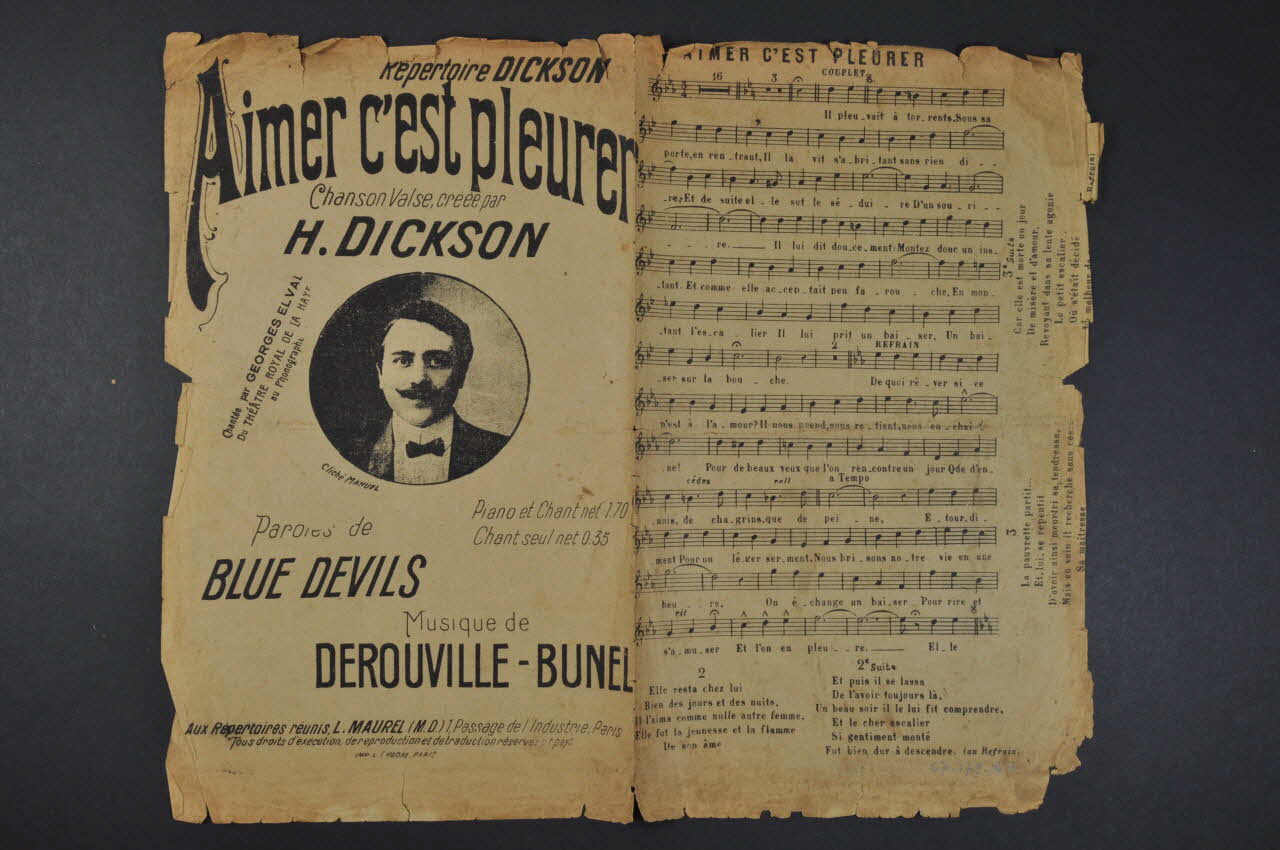 Répertoire DICKSON
Aimer c'est pleurer
Chanson Valse, créée par
H. DICKSON
Chantée par GEORGES ELVAL
Du THÉÂTRE ROYAL DE LA HAYE
au Phonographe
Cliché MANUEL
Piano et Chant net 1.70
Chant seul net 0.35
Paroles de
BLUE DEVILS
Musique de
DEROUVILLE - BUNEL
Aux Répertoires réunis, L. MAUREL (M.D.) 7, Passage de l'Industrie, Paris
Tous droits d'exécution, de reproduction et de traduction réservés
AIMER C'EST PLEURER
COUPLET
16 3
Il pleu_vait à tor_rents, Sous sa
porte, en ren_trant, Il la vit s'a_bri_tant sans rien di_
_re; Et de suite el_le sut le sé_dui_re D'un sou_ri_
_re. Il lui dit dou_ce_ment: Montez donc un ins_
_tant. Et comme elle ac_cep_tait peu fa_rou_che, En mon_
_tant l'es_ca_lier Il lui prit un bai_ser, Un bai_
2 REFRAIN
_ser sur la bou_che. De quoi rê_ver si ce
n'est à l'a_mour? Il nous prend, nous re_tient, nous en_chaî_
_ne! Pour de beaux yeux que l'on ren_contre un jour Que d'en_
cédez rall a Tempo
_nuis, de cha_grins, que de pei_ne, E_tour_di_
_ment Pour un lé_ger ser_ment, Nous bri_sons no_tre vie en une
heu_re. On é_change un bai_ser Pour rire et
rit
s'a_mu_ser Et l'on en pleu_re. El_le
2
Elle resta chez lui
Bien des jours et des nuits,
Il l'aima comme nulle autre femme,
Elle fut la jeunesse et la flamme
De son âme
2e Suite
Et puis il se lassa
De l'avoir toujours là,
Un beau soir il le lui fit comprendre,
Et le cher escalier
Si gentiment monté
Fut bien dur à descendre. (au Refrain)
3
La pauvrette partit...
Et, lui, se repentit
D'avoir ainsi meurtri sa tendresse,
Mais en vain il recherche sans ces
Sa maîtresse
3e Suite
Car elle est morte un jour
De misère et d'amour,
Revoyant dans sa lente agonie
Le petit escalier
Où s'était décidé
malheur de
Refrain)